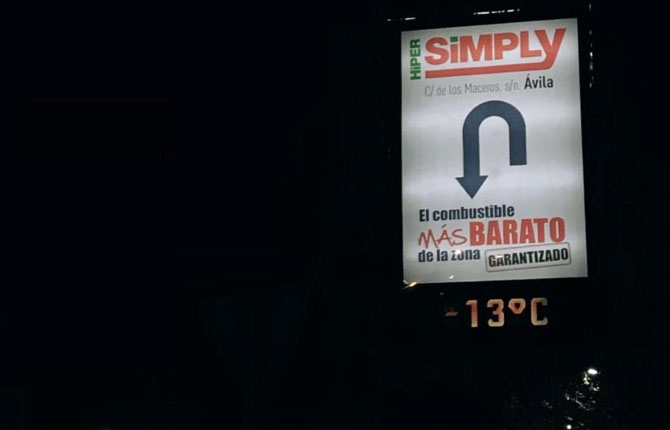 HiPER SiMPLy
C/ de los Maceros, s/n. Ávila
El combustible
MÁS BARATO
de la zona GARANTIZADO
-13°C